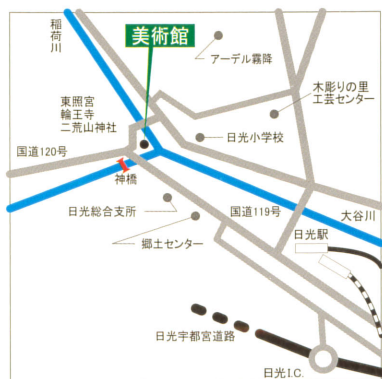 稲荷川
美術館
アーデル霧降
木彫りの里
工芸センター
東照宮
輪王寺
二荒山神社
日光小学校
国道120号
神橋
日光総合支所
国道119号
大谷川
郷土センター
日光駅
日光宇都宮道路
日光I.C.